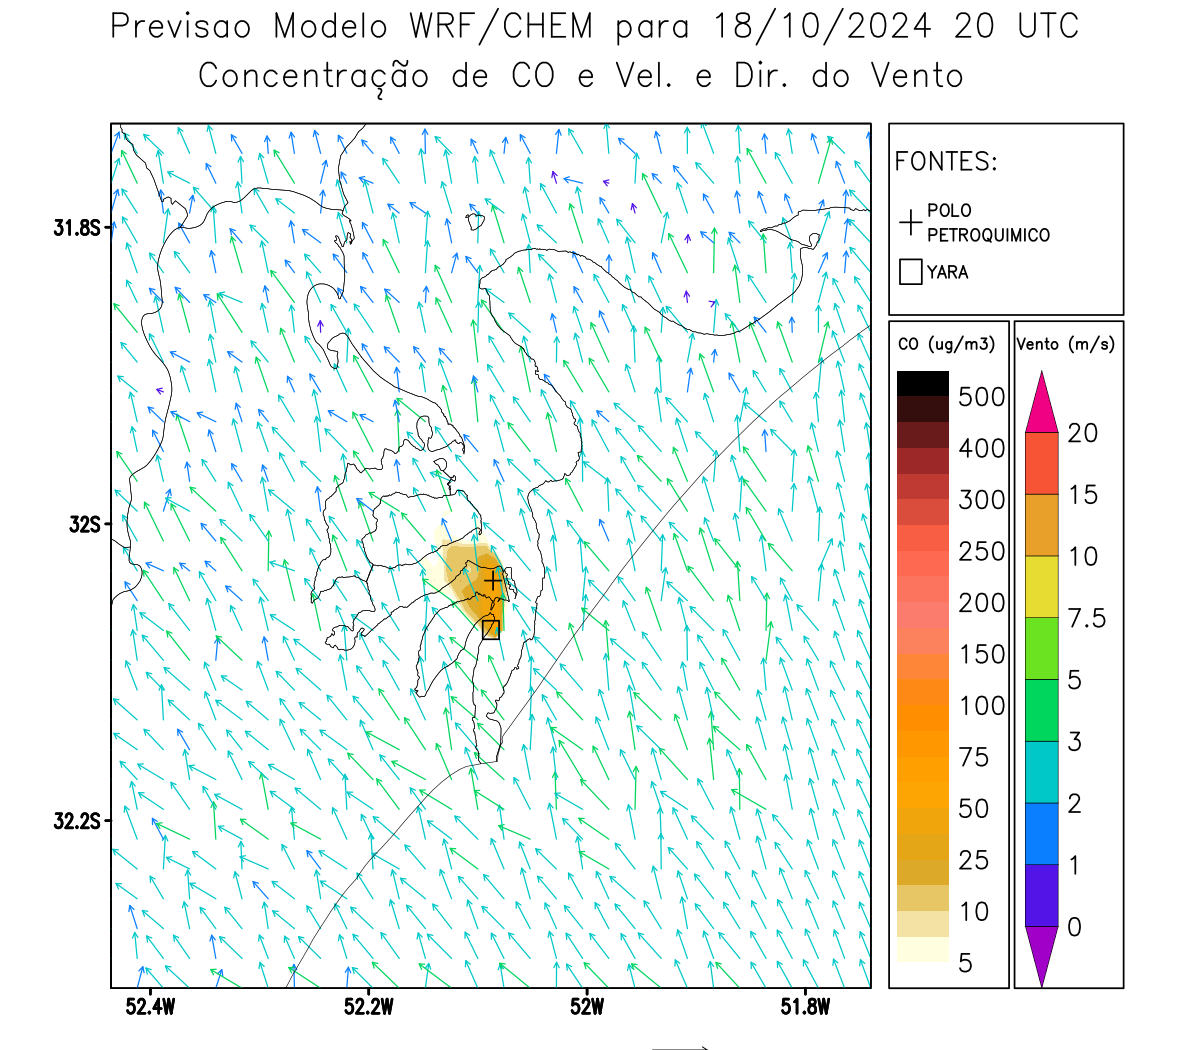 Previsao Modelo WRF/CHEM para 18/10/2024 20 UTC
Concentração de CO e Vel. e Dir. do Vento
FONTES:
POLO
PETROQUIMICO
YARA
CO (ug/m3)
500
400
300
250
200
150
100
75
50
25
10
5
Vento (m/s)
20
15
10
7.5
5
3
2
1
0
31.8S
32S
32.2S
52.4W
52.2W
52W
51.8W